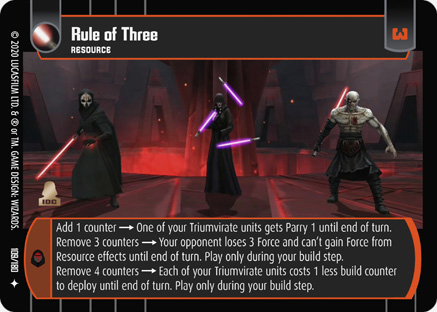 Rule of Three
RESOURCE
© 2020 LUCASFILM LTD. & ® or TM. GAME DESIGN: WIZARDS.
IDC
Add 1 counter → One of your Triumvirate units gets Parry 1 until end of turn.
Remove 3 counters → Your opponent loses 3 Force and can't gain Force from
Resource effects until end of turn. Play only during your build step.
Remove 4 counters → Each of your Triumvirate units costs 1 less build counter
to deploy until end of turn. Play only during your build step.